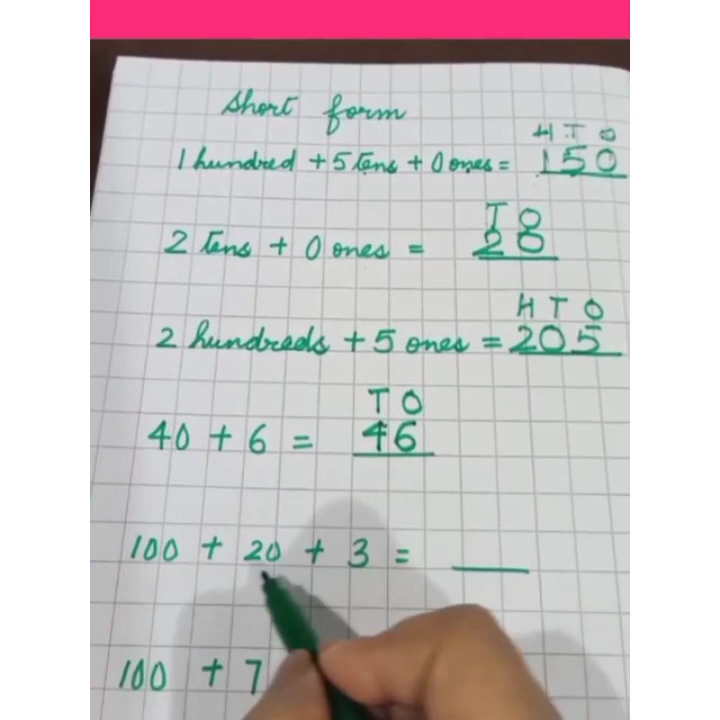 short form
H T O
1 hundred + 5 Tens + 0 ones = 150
T O
2 Tens + 0 ones = 20
H T O
2 hundreds + 5 ones = 205
T O
40 + 6 = 46
100 + 20 + 3 = ___
100 + 7